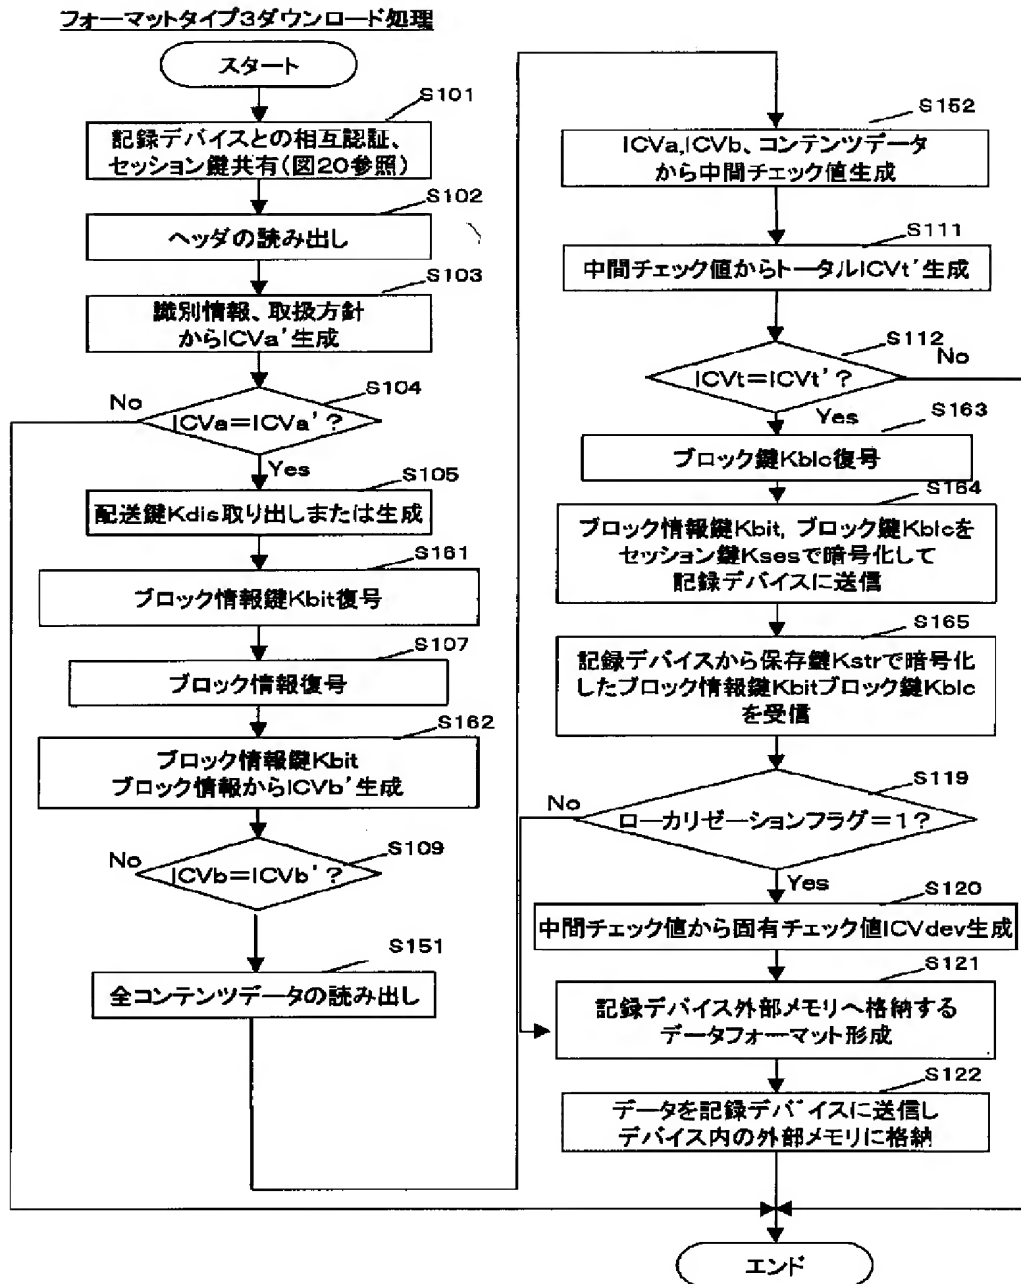 フォーマットタイプ3ダウンロード処理
スタート
S101
記録デバイスとの相互認証、
セッション鍵共有(図20参照)
S102
ヘッダの読み出し
S103
識別情報、取扱方針
からICVa'生成
S104
No
ICVa=ICVa'?
Yes
S105
配送鍵Kdis取り出しまたは生成
S161
ブロック情報鍵Kbit復号
S107
ブロック情報復号
S162
ブロック情報鍵Kbit
ブロック情報からICVb'生成
S109
No
ICVb=ICVb'?
S151
全コンテンツデータの読み出し
S152
ICVa,ICVb、コンテンツデータ
から中間チェック値生成
S111
中間チェック値からトータルICVt'生成
S112
No
ICVt=ICVt'?
Yes
S163
ブロック鍵Kblc復号
S164
ブロック情報鍵Kbit, ブロック鍵Kblcを
セッション鍵Ksesで暗号化して
記録デバイスに送信
S165
記録デバイスから保存鍵Kstrで暗号化
したブロック情報鍵Kbitブロック鍵Kblc
を受信
S119
No
ローカリゼーションフラグ=1?
Yes
S120
中間チェック値から固有チェック値ICVdev生成
S121
記録デバイス外部メモリへ格納する
データフォーマット形成
S122
データを記録デバイスに送信し
デバイス内の外部メモリに格納
エンド